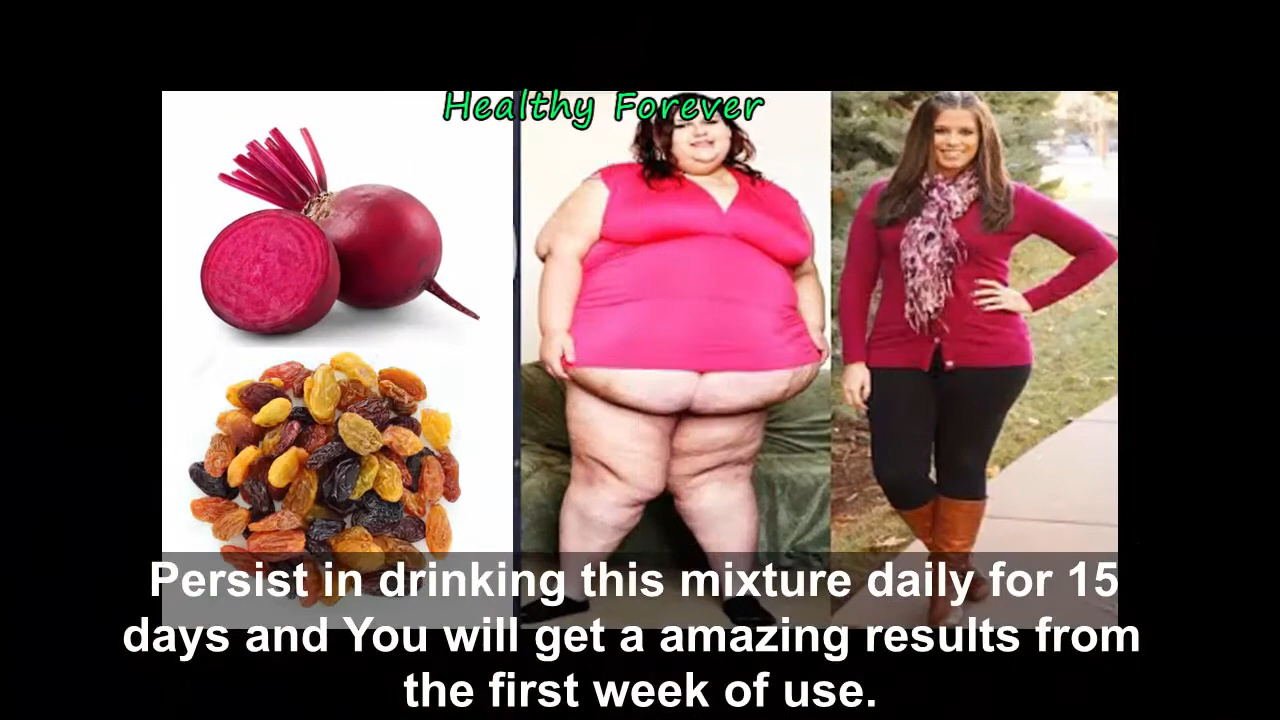 Healthy Forever
Persist in drinking this mixture daily for 15
days and You will get a amazing results from
the first week of use.